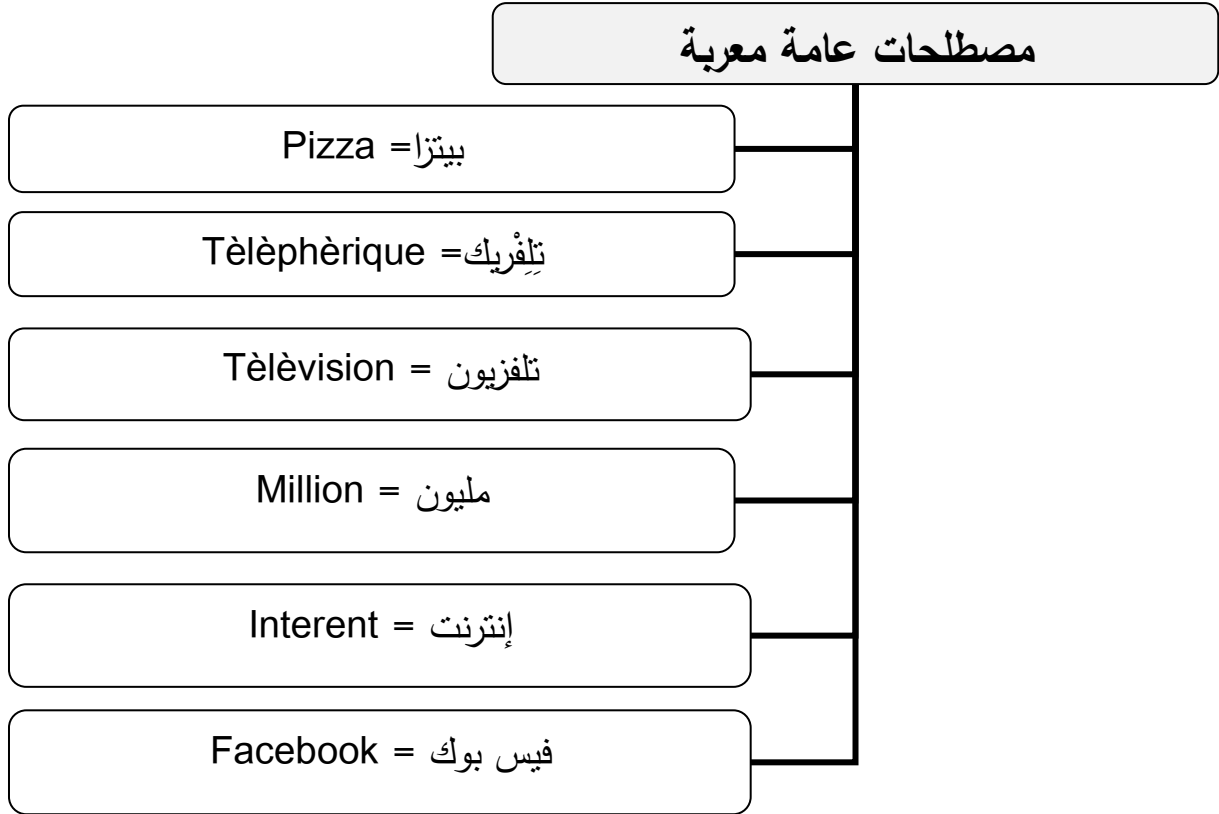 مصطلحات عامة معربة
بيتزا= Pizza
تِلِفْريك= Tèlèphèrique
تلفزيون = Tèlèvision
مليون = Million
إنترنت = Interent
فيس بوك = Facebook